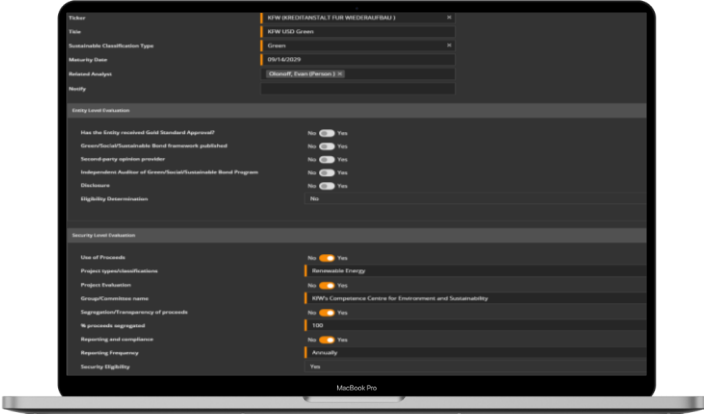 Ticker KFW (KREDITANSTALT FUR WIEDERAUFBAU ) ×
Title KFW USD Green
Sustainable Classification Type Green ×
Maturity Date 09/14/2029
Related Analyst Evan (Person ) ×
Notify
Entity Level Evaluation
Has the Entity received Gold Standard Approval? No Yes
Green/Social/Sustainable Bond framework published No Yes
Second-party opinion provider No Yes
Independent Auditor of Green/Social/Sustainable Bond Program No Yes
Disclosure No Yes
Eligibility Determination No
Security Level Evaluation
Use of Proceeds No Yes
Project types/classifications Renewable Energy
Project Evaluation No Yes
Group/Committee name KFW's Competence Centre for Environment and Sustainability
Segregation/Transparency of proceeds No Yes
% proceeds segregated 100
Reporting and compliance No Yes
Reporting Frequency Annually
Security Eligibility Yes
MacBook Pro